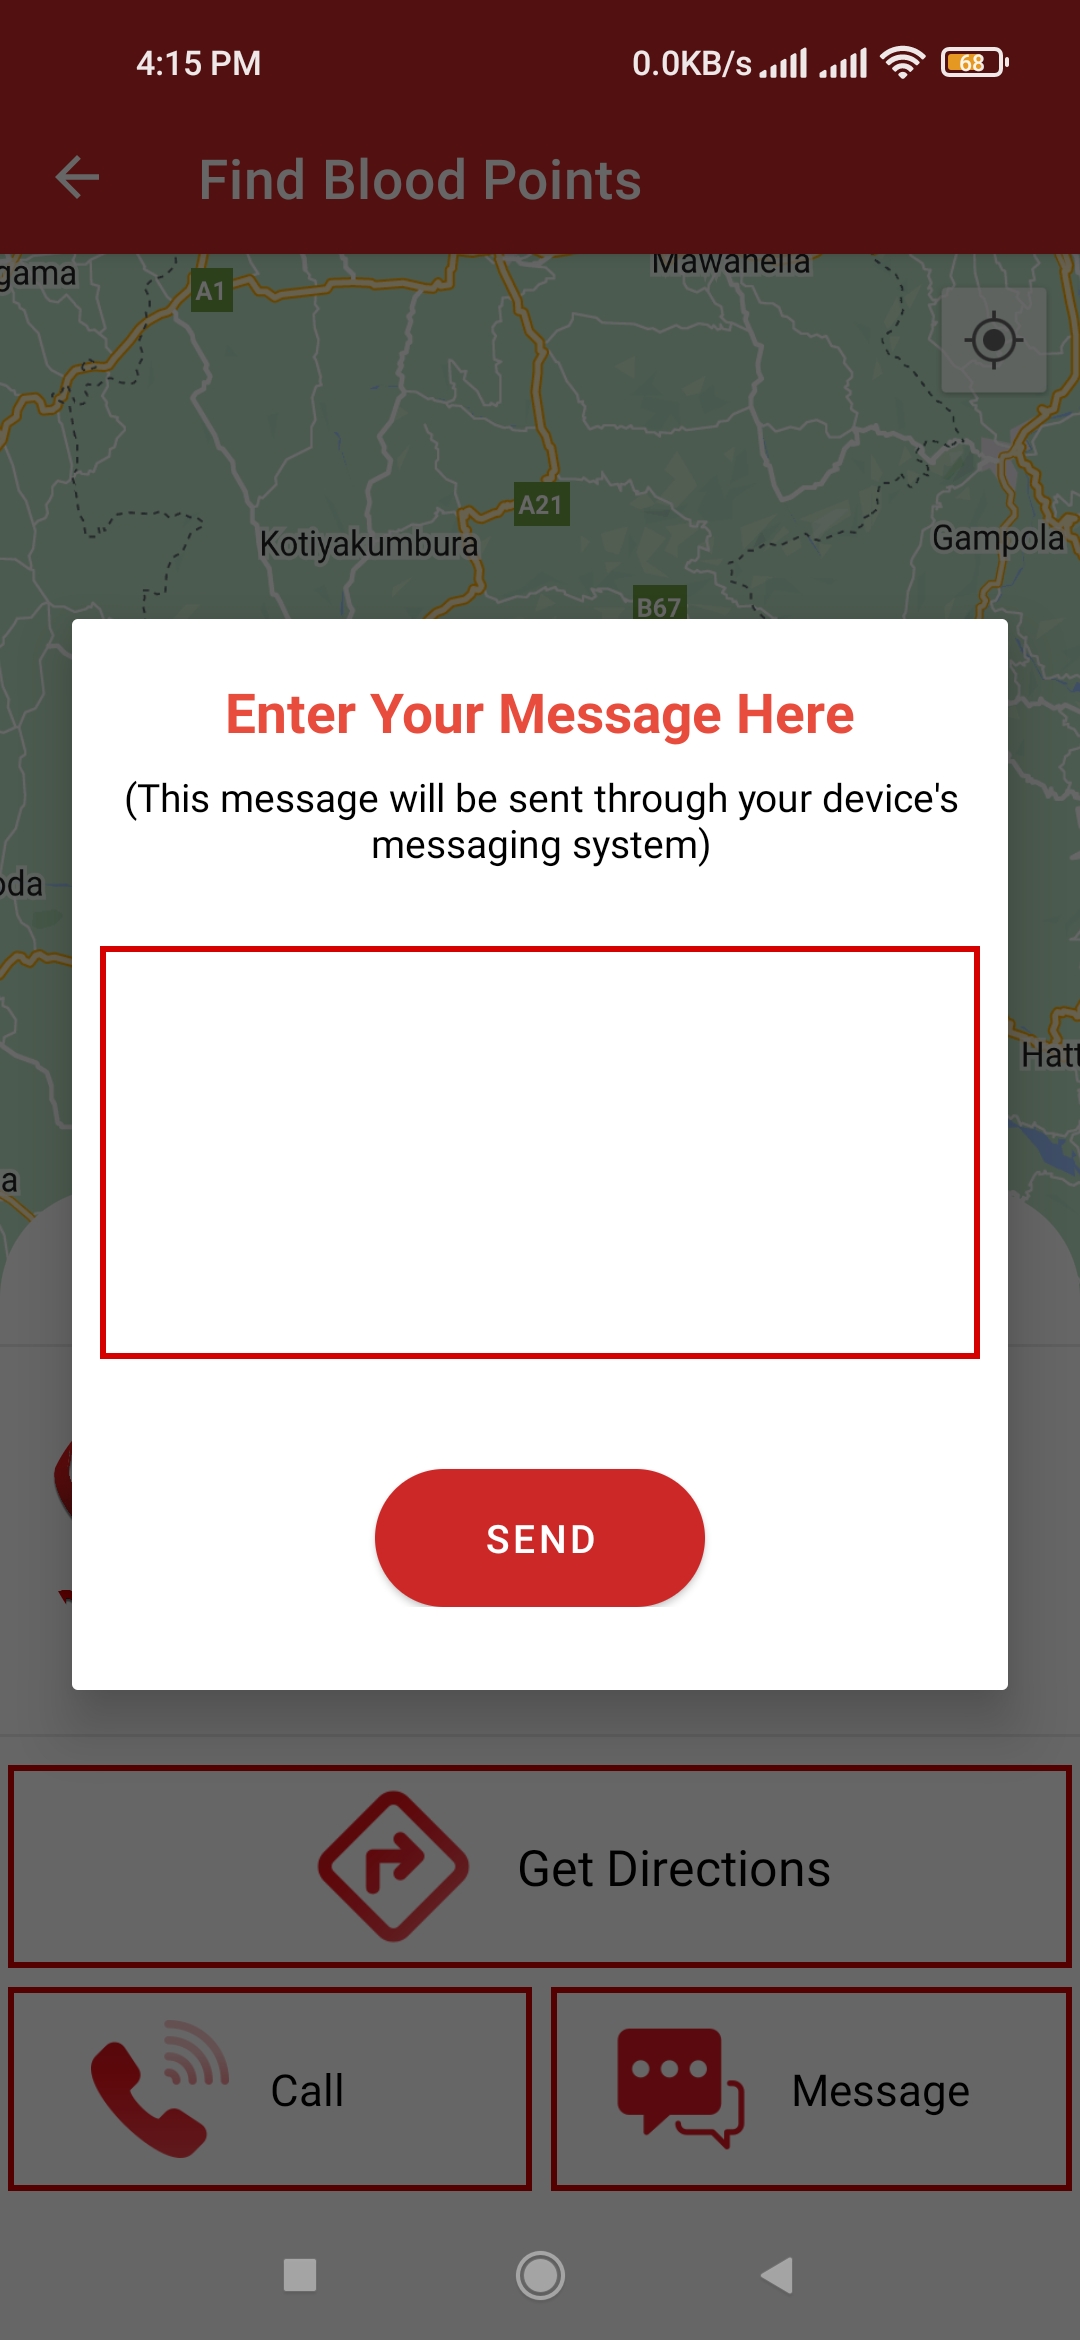 4:15 PM 0.0KB/s 68
Find Blood Points
gama
A1
Mawanella
A21
Kotiyakumbura
Gampola
B67
Enter Your Message Here
(This message will be sent through your device's
messaging system)
oda
Hatt
a
SEND
Get Directions
Call
Message